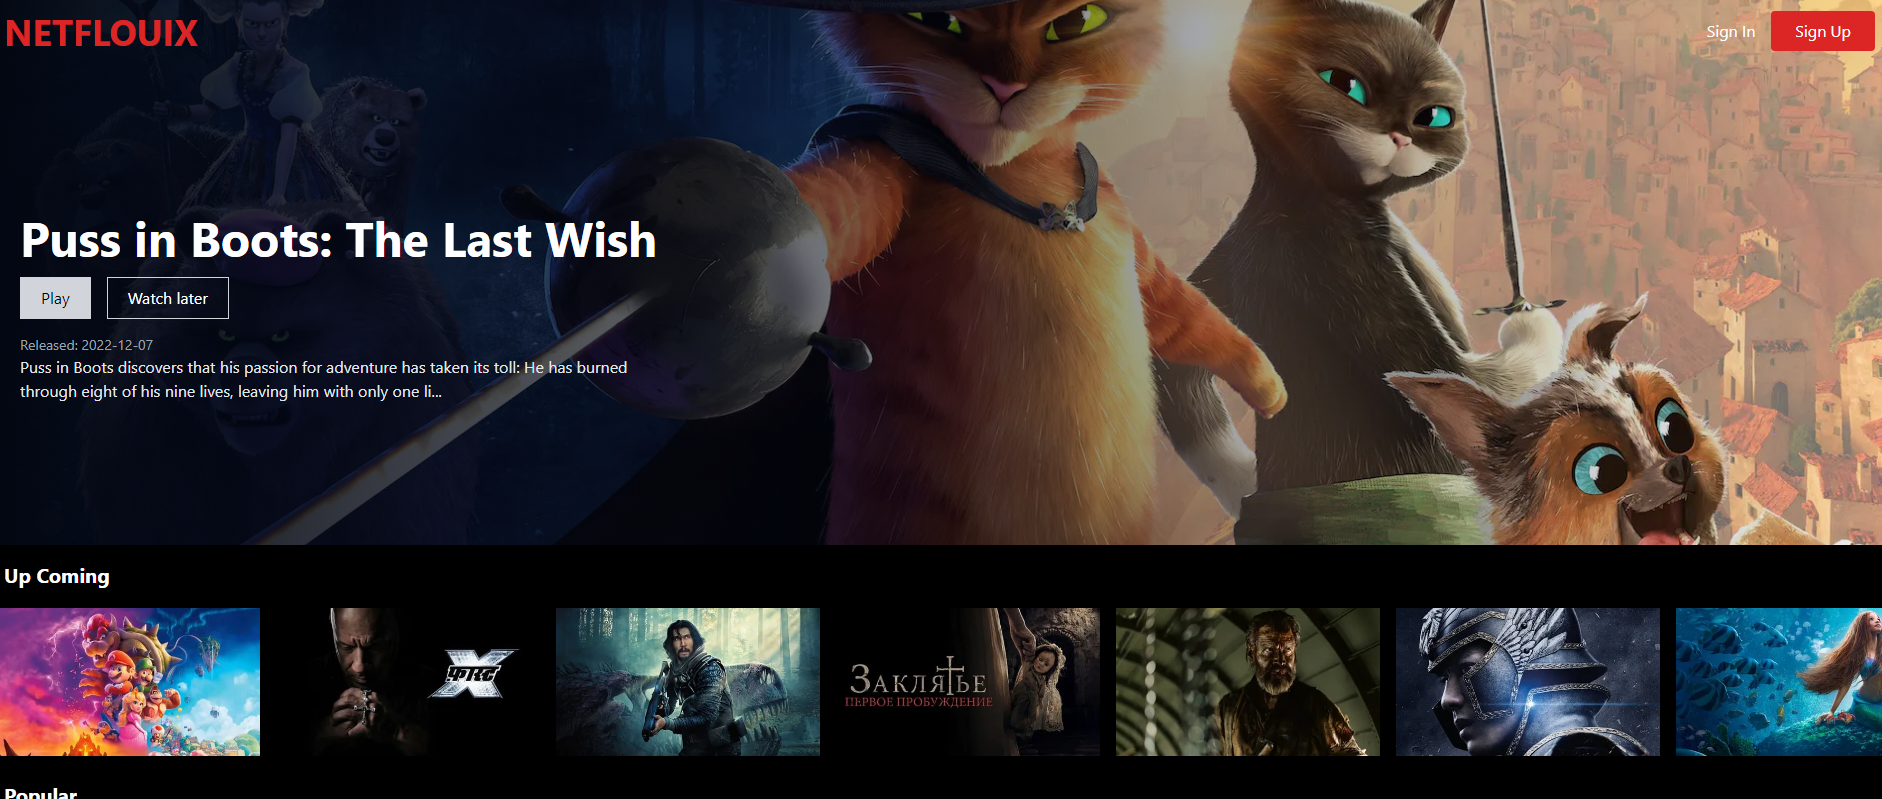 NETFLOUIX
Sign In
Sign Up
Puss in Boots: The Last Wish
Play
Watch later
Released: 2022-12-07
Puss in Boots discovers that his passion for adventure has taken its toll: He has burned
through eight of his nine lives, leaving him with only one li...
Up Coming
ФКС
X
ЗАКЛЯТЬЕ
ПЕРВОЕ ПРОБУЖДЕНИЕ
Popular